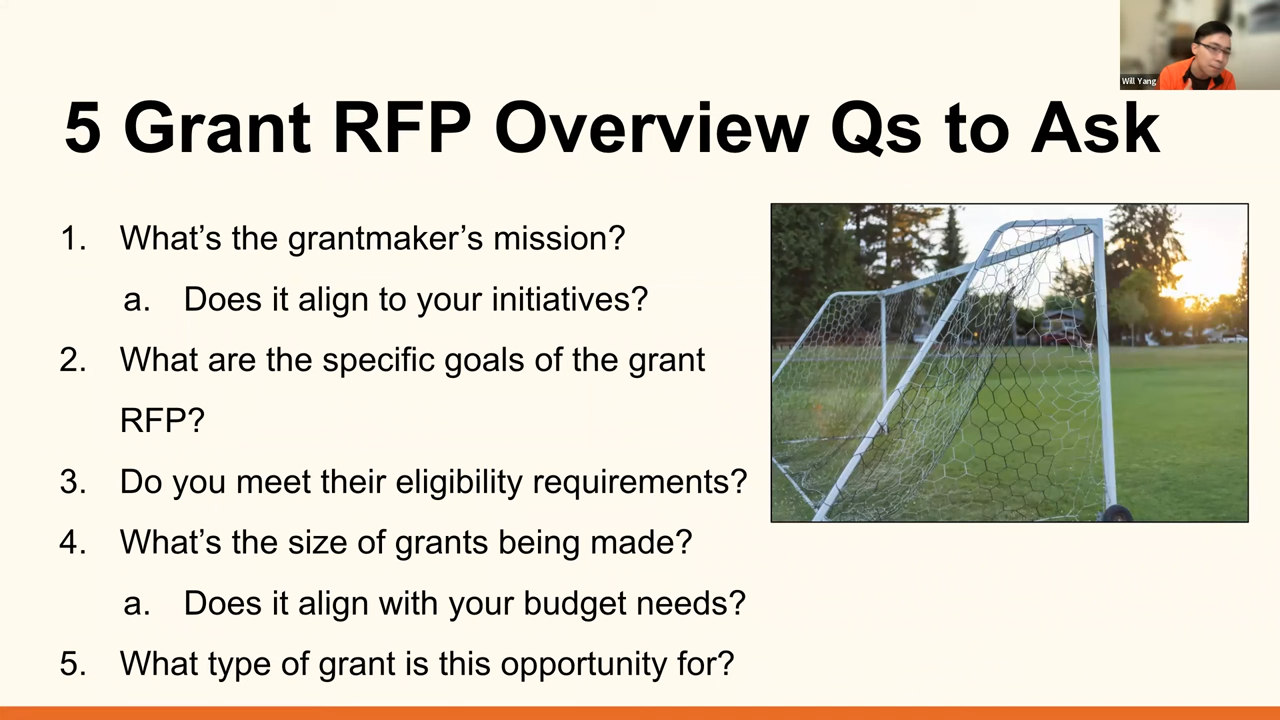 Will Yang
5 Grant RFP Overview Qs to Ask
1. What’s the grantmaker’s mission?
a. Does it align to your initiatives?
2. What are the specific goals of the grant
RFP?
3. Do you meet their eligibility requirements?
4. What’s the size of grants being made?
a. Does it align with your budget needs?
5. What type of grant is this opportunity for?